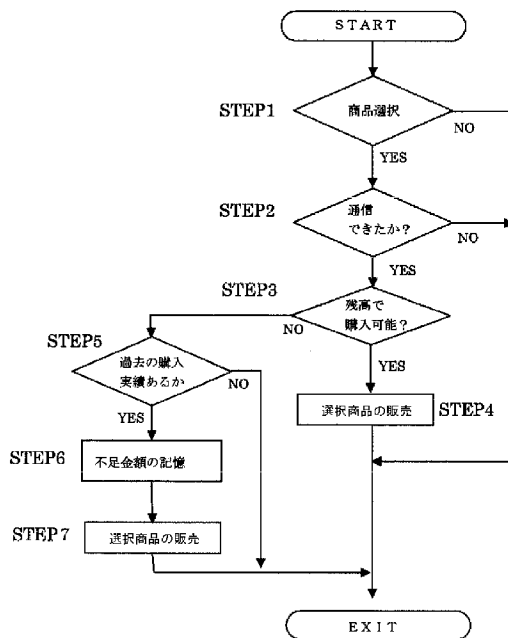 START
STEP1
商品選択
NO
YES
STEP2
通信
できたか？
NO
YES
STEP3
残高で
購入可能？
NO
YES
STEP5
過去の購入
実績あるか
NO
YES
選択商品の販売
STEP4
STEP6
不足金額の記憶
STEP7
選択商品の販売
EXIT